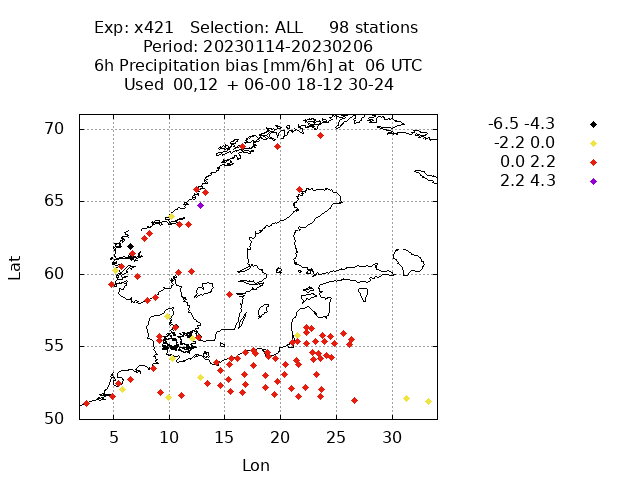 Exp: x421 Selection: ALL 98 stations
Period: 20230114-20230206
6h Precipitation bias [mm/6h] at 06 UTC
Used 00,12 + 06-00 18-12 30-24
-6.5 -4.3
-2.2 0.0
0.0 2.2
2.2 4.3
70
65
60
55
50
Lat
5 10 15 20 25 30
Lon